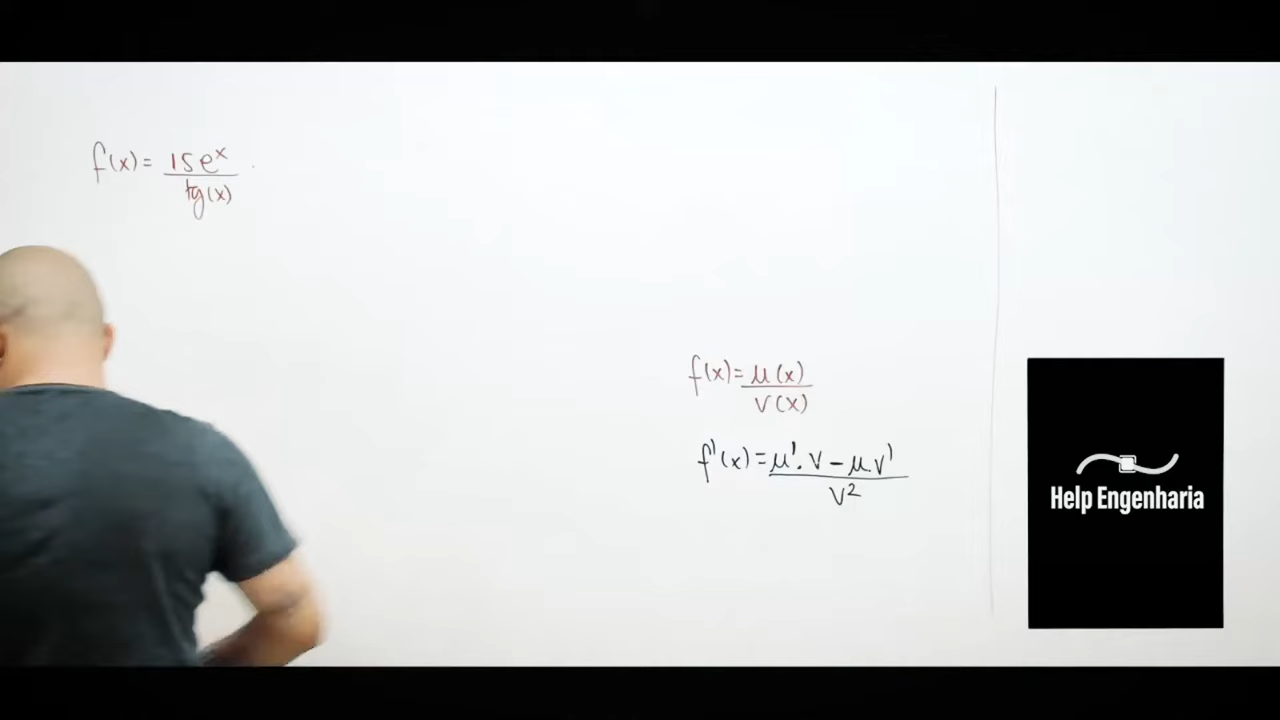 f(x) = 15e^x / tg(x)
f(x) = μ(x) / v(x)
f'(x) = μ'. v - μ.v' / v²
Help Engenharia